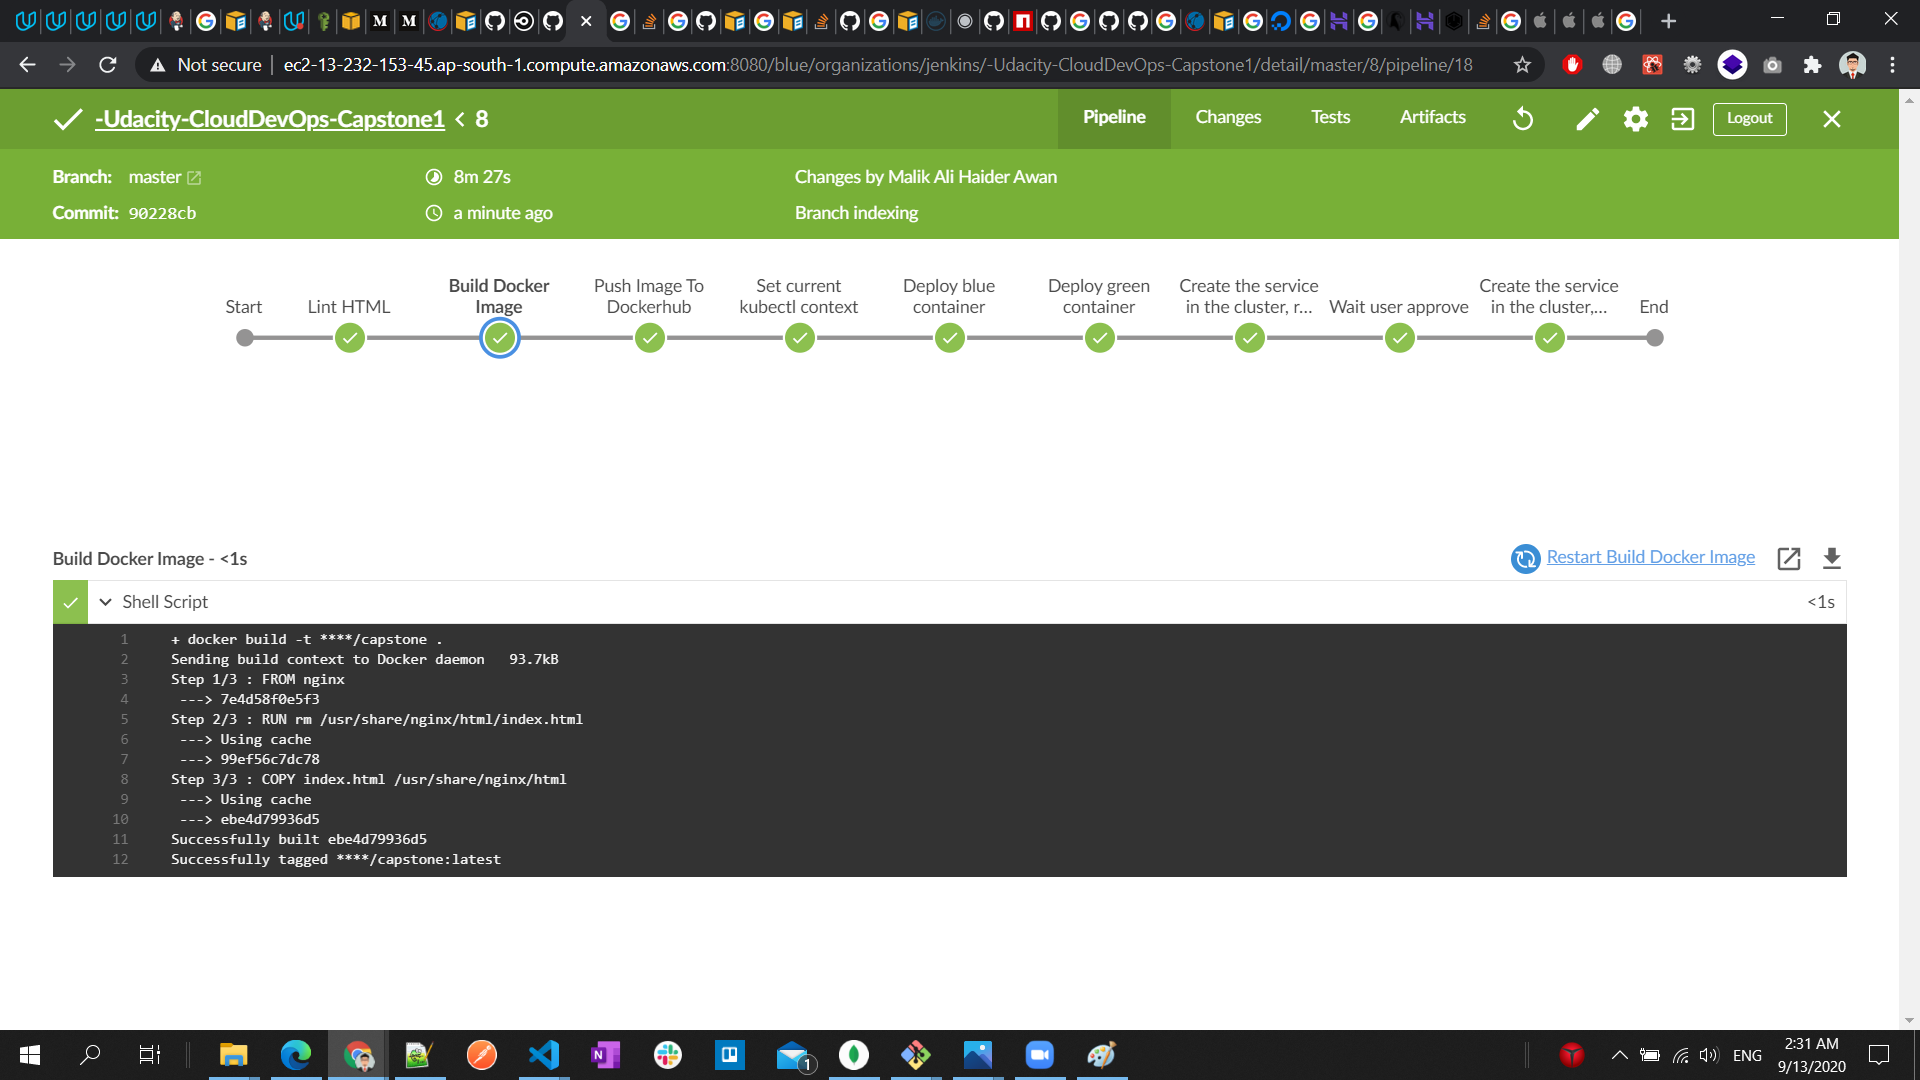 Not secure
ec2-13-232-153-45.ap-south-1.compute.amazonaws.com:8080/blue/organizations/jenkins/-Udacity-CloudDevOps-Capstone1/detail/master/8/pipeline/18
-Udacity-CloudDevOps-Capstone1 < 8
Pipeline
Changes
Tests
Artifacts
Logout
Branch: master
8m 27s
Changes by Malik Ali Haider Awan
Commit: 90228cb
a minute ago
Branch indexing
Start
Lint HTML
Build Docker
Image
Push Image To
Dockerhub
Set current
kubectl context
Deploy blue
container
Deploy green
container
Create the service
in the cluster, r...
Wait user approve
Create the service
in the cluster,...
End
Build Docker Image - <1s
Restart Build Docker Image
Shell Script
<1s
1 + docker build -t ****/capstone .
2 Sending build context to Docker daemon 93.7kB
3 Step 1/3 : FROM nginx
4 ---> 7e4d58f0e5f3
5 Step 2/3 : RUN rm /usr/share/nginx/html/index.html
6 ---> Using cache
7 ---> 99ef56c7dc78
8 Step 3/3 : COPY index.html /usr/share/nginx/html
9 ---> Using cache
10 ---> ebe4d79936d5
11 Successfully built ebe4d79936d5
12 Successfully tagged ****/capstone:latest
1
ENG
2:31 AM
9/13/2020